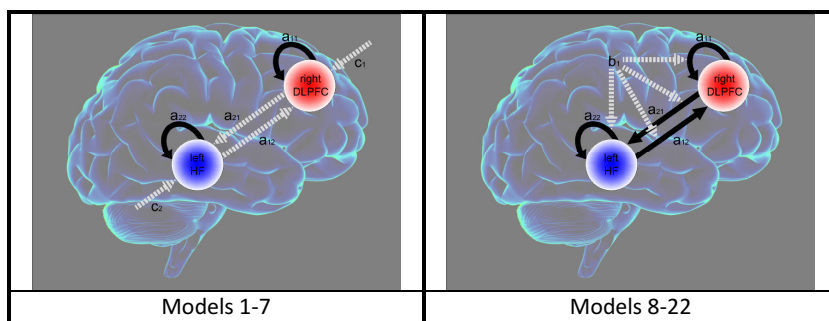 a11
c1
right
DLPFC
a21
a22
a12
left
HF
c2
Models 1-7
a11
b1
right
DLPFC
a21
a22
a12
left
HF
Models 8-22